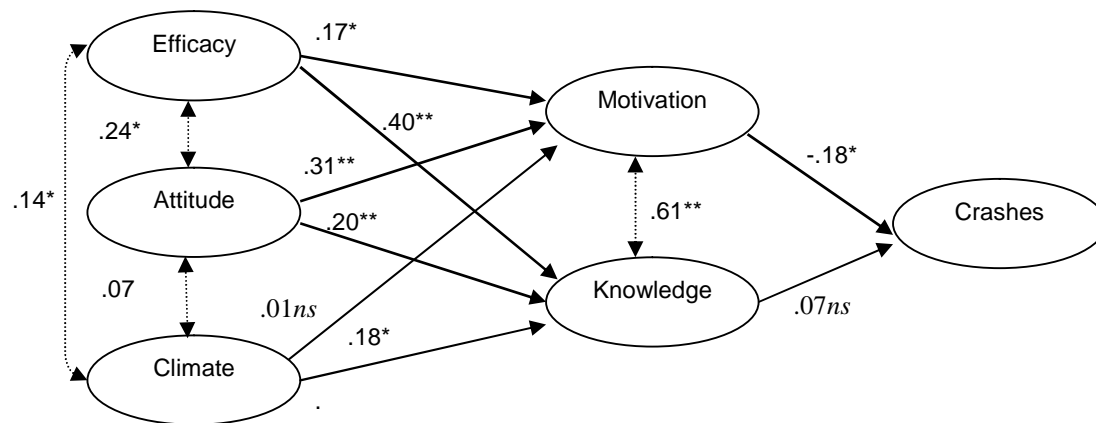 Efficacy
.17*
Motivation
.24*
.40**
-.18*
.31**
.14*
Attitude
.20**
.61**
Crashes
.07
.01ns
Knowledge
.07ns
.18*
Climate
.